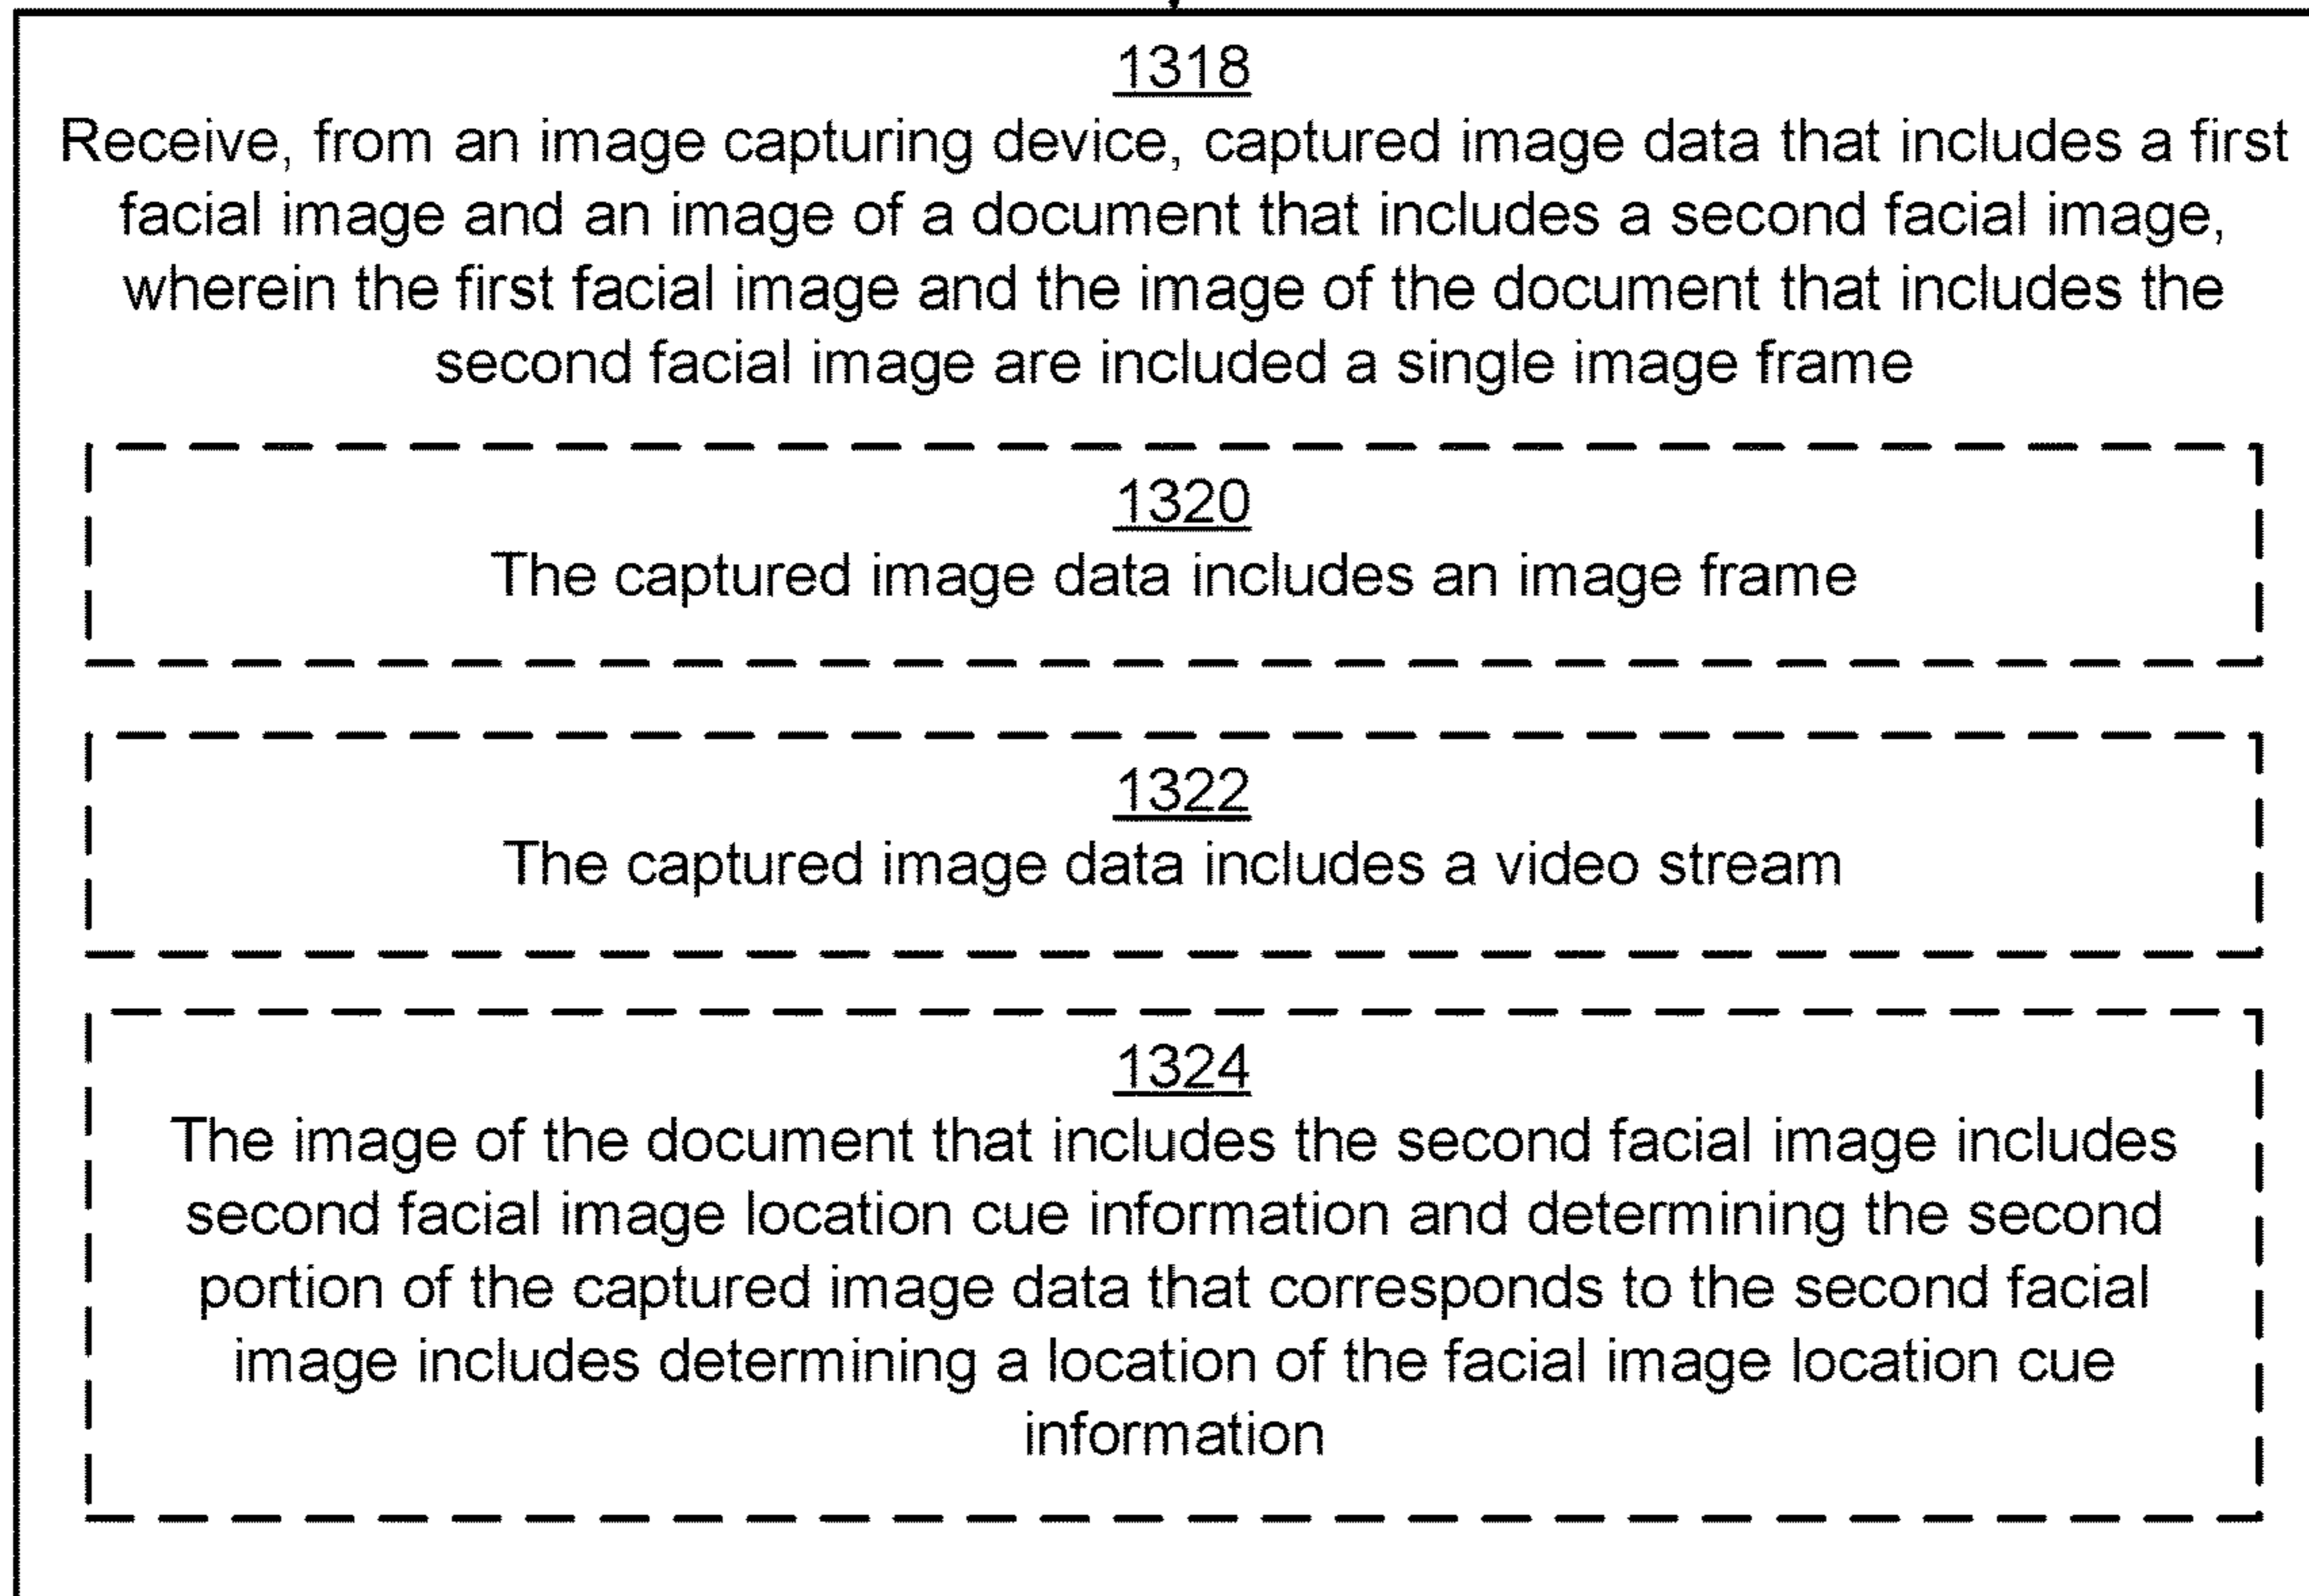 1318
Receive, from an image capturing device, captured image data that includes a first
facial image and an image of a document that includes a second facial image,
wherein the first facial image and the image of the document that includes the
second facial image are included a single image frame
1320
The captured image data includes an image frame
1322
The captured image data includes a video stream
1324
The image of the document that includes the second facial image includes
second facial image location cue information and determining the second
portion of the captured image data that corresponds to the second facial
image includes determining a location of the facial image location cue
information